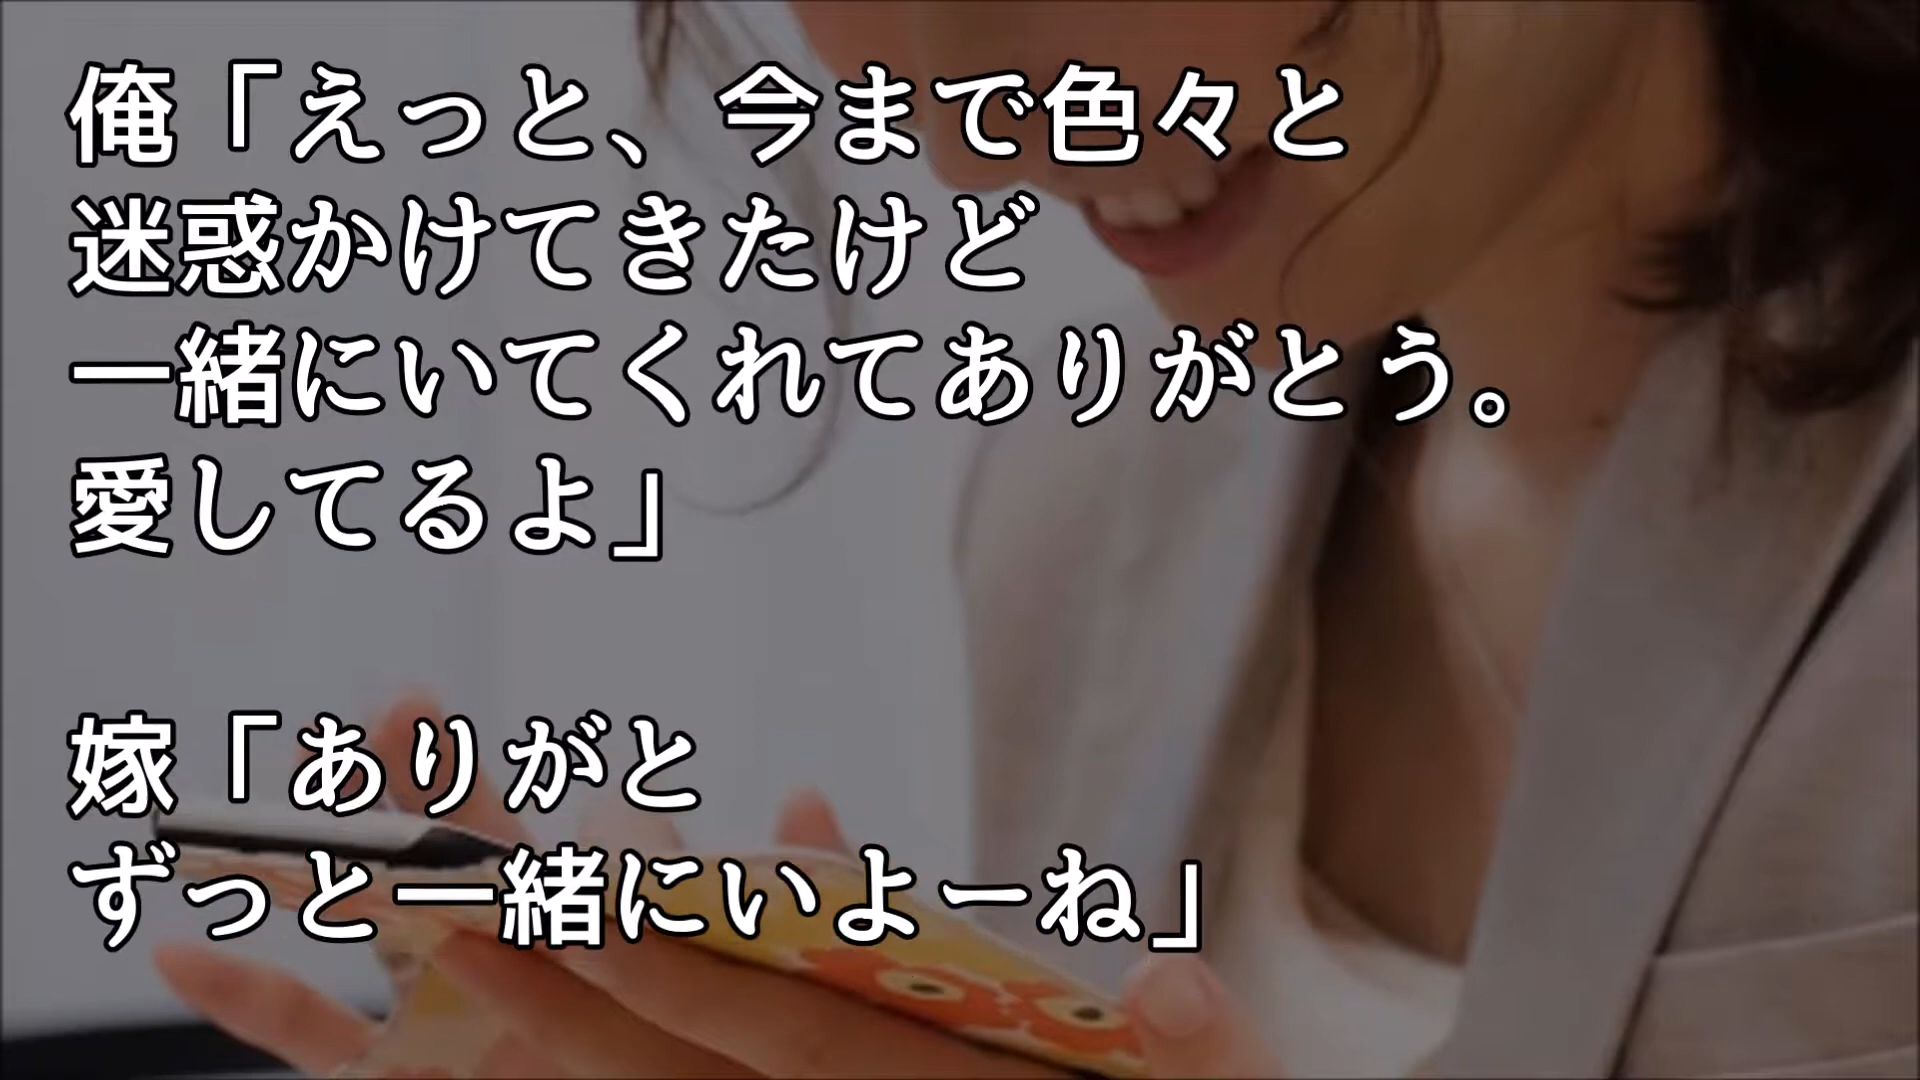 俺「えっと、今まで色々と
迷惑かけてきたけど
一緒にいてくれてありがとう。
愛してるよ」
嫁「ありがと
ずっと一緒にいよーね」